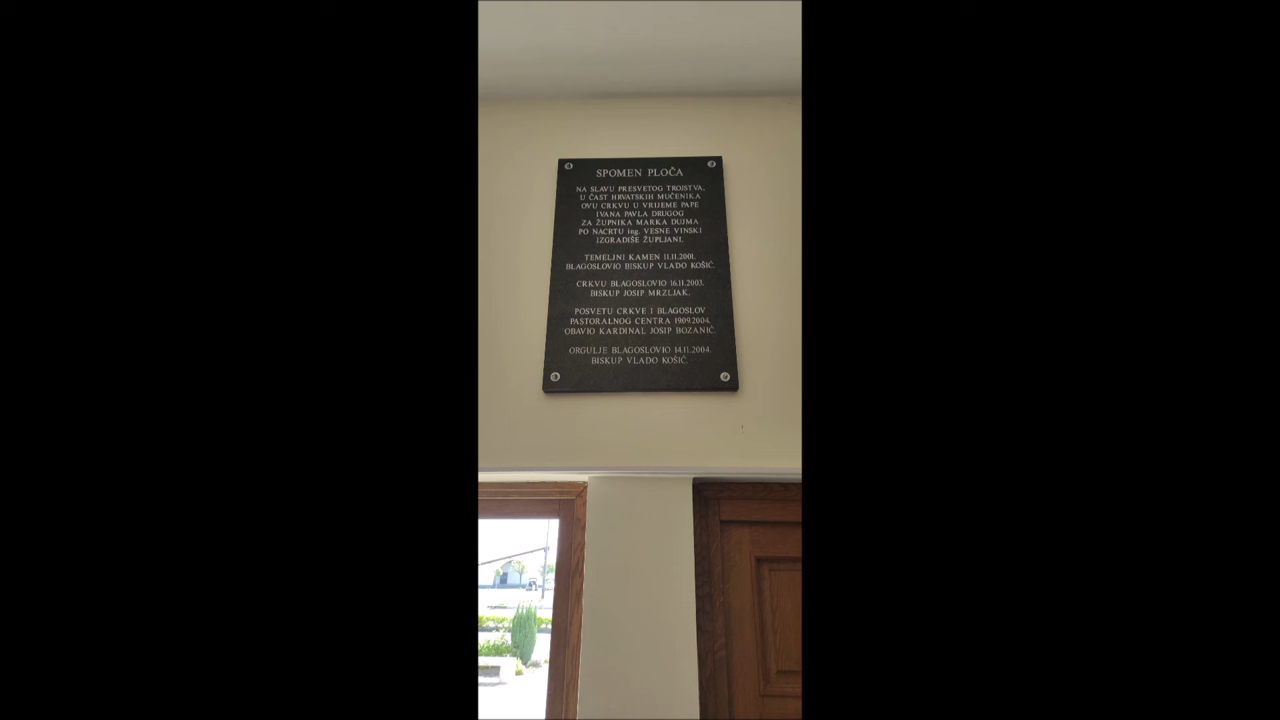 SPOMEN PLOČA
NA SLAVU PRESVETOG TROJSTVA,
U ČAST HRVATSKIH MUČENIKA
OVU CRKVU U VRIJEME PAPE
IVANA PAVLA DRUGOG
ZA ŽUPNIKA MARKA DUJMA
PO NACRTU ing. VESNE VINSKI
IZGRADIŠE ŽUPLJANI.
TEMELJNI KAMEN 11.11.2001.
BLAGOSLOVIO BISKUP VLADO KOŠIĆ.
CRKVU BLAGOSLOVIO 16.11.2003.
BISKUP JOSIP MRZLJAK.
POSVETU CRKVE I BLAGOSLOV
PASTORALNOG CENTRA 19.09.2004.
OBAVIO KARDINAL JOSIP BOZANIĆ.
ORGULJE BLAGOSLOVIO 14.11.2004.
BISKUP VLADO KOŠIĆ.